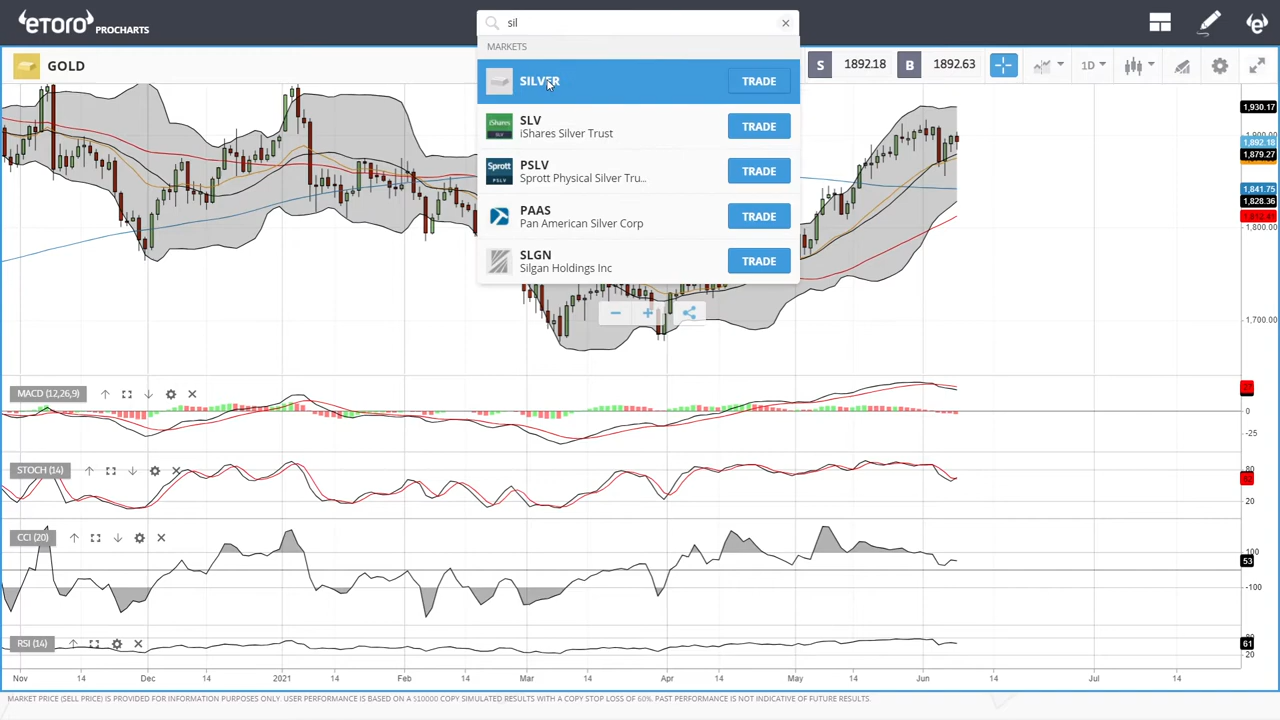 etoro PROCHARTS
sil
MARKETS
SILVER
TRADE
SLV
iShares Silver Trust
TRADE
PSLV
Sprott Physical Silver Tru...
TRADE
PAAS
Pan American Silver Corp
TRADE
SLGN
Silgan Holdings Inc
TRADE
GOLD
S 1892.18 B 1892.63 1D
1,930.17
1,892.18
1,879.27
1,841.75
1,828.36
1,800.00
1,700.00
MACD (12,26,9)
0
-25
STOCH (14)
80
20
CCI (20)
100
53
-100
RSI (14)
61
20
Nov 14 Dec 14 2021 14 Feb 14 Mar 14 Apr 14 May 14 Jun 14 Jul 14
MARKET PRICE (SELL PRICE) IS PROVIDED FOR INFORMATION PURPOSES ONLY. USER PERFORMANCE IS BASED ON A $10000 COPY SIMULATED RESULTS WITH A COPY STOP LOSS OF 60%. PAST PERFORMANCE IS NOT INDICATIVE OF FUTURE RESULTS.